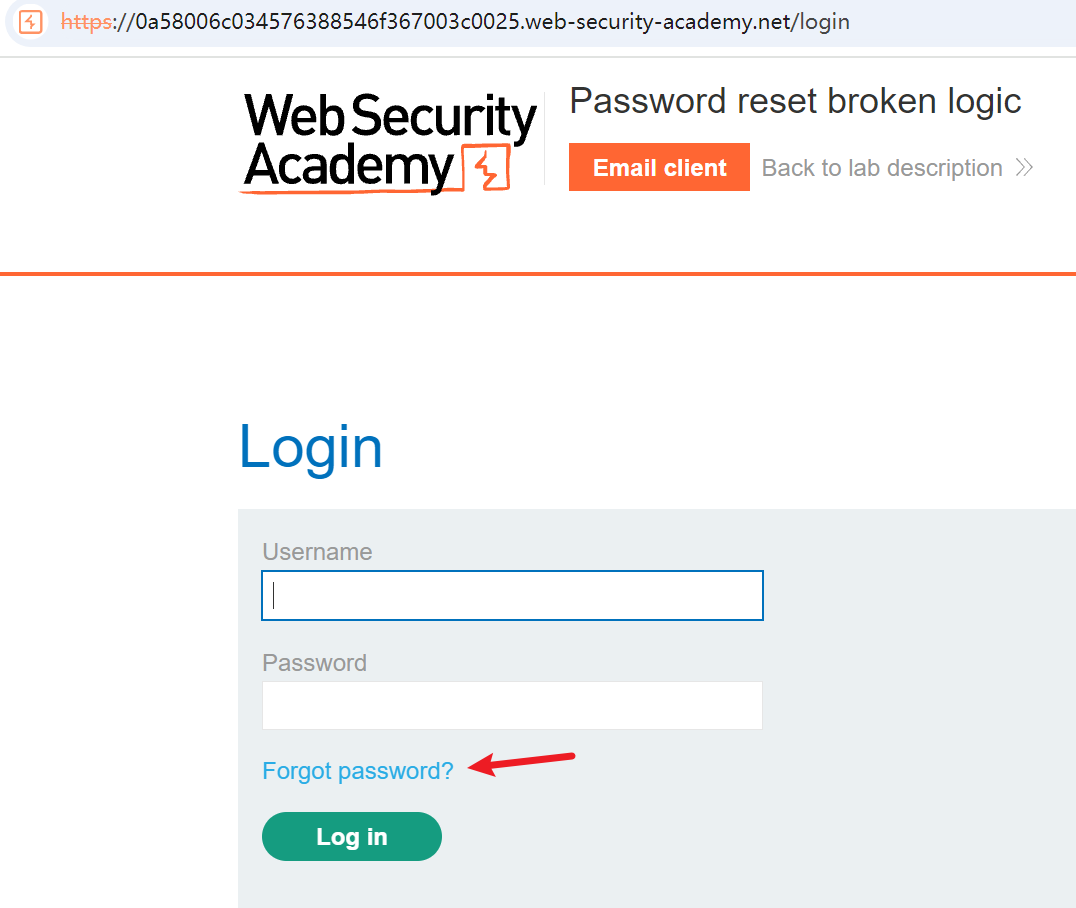 https://0a58006c034576388546f367003c0025.web-security-academy.net/login
Web Security
Academy
Password reset broken logic
Email client
Back to lab description
Login
Username
Password
Forgot password?
Log in